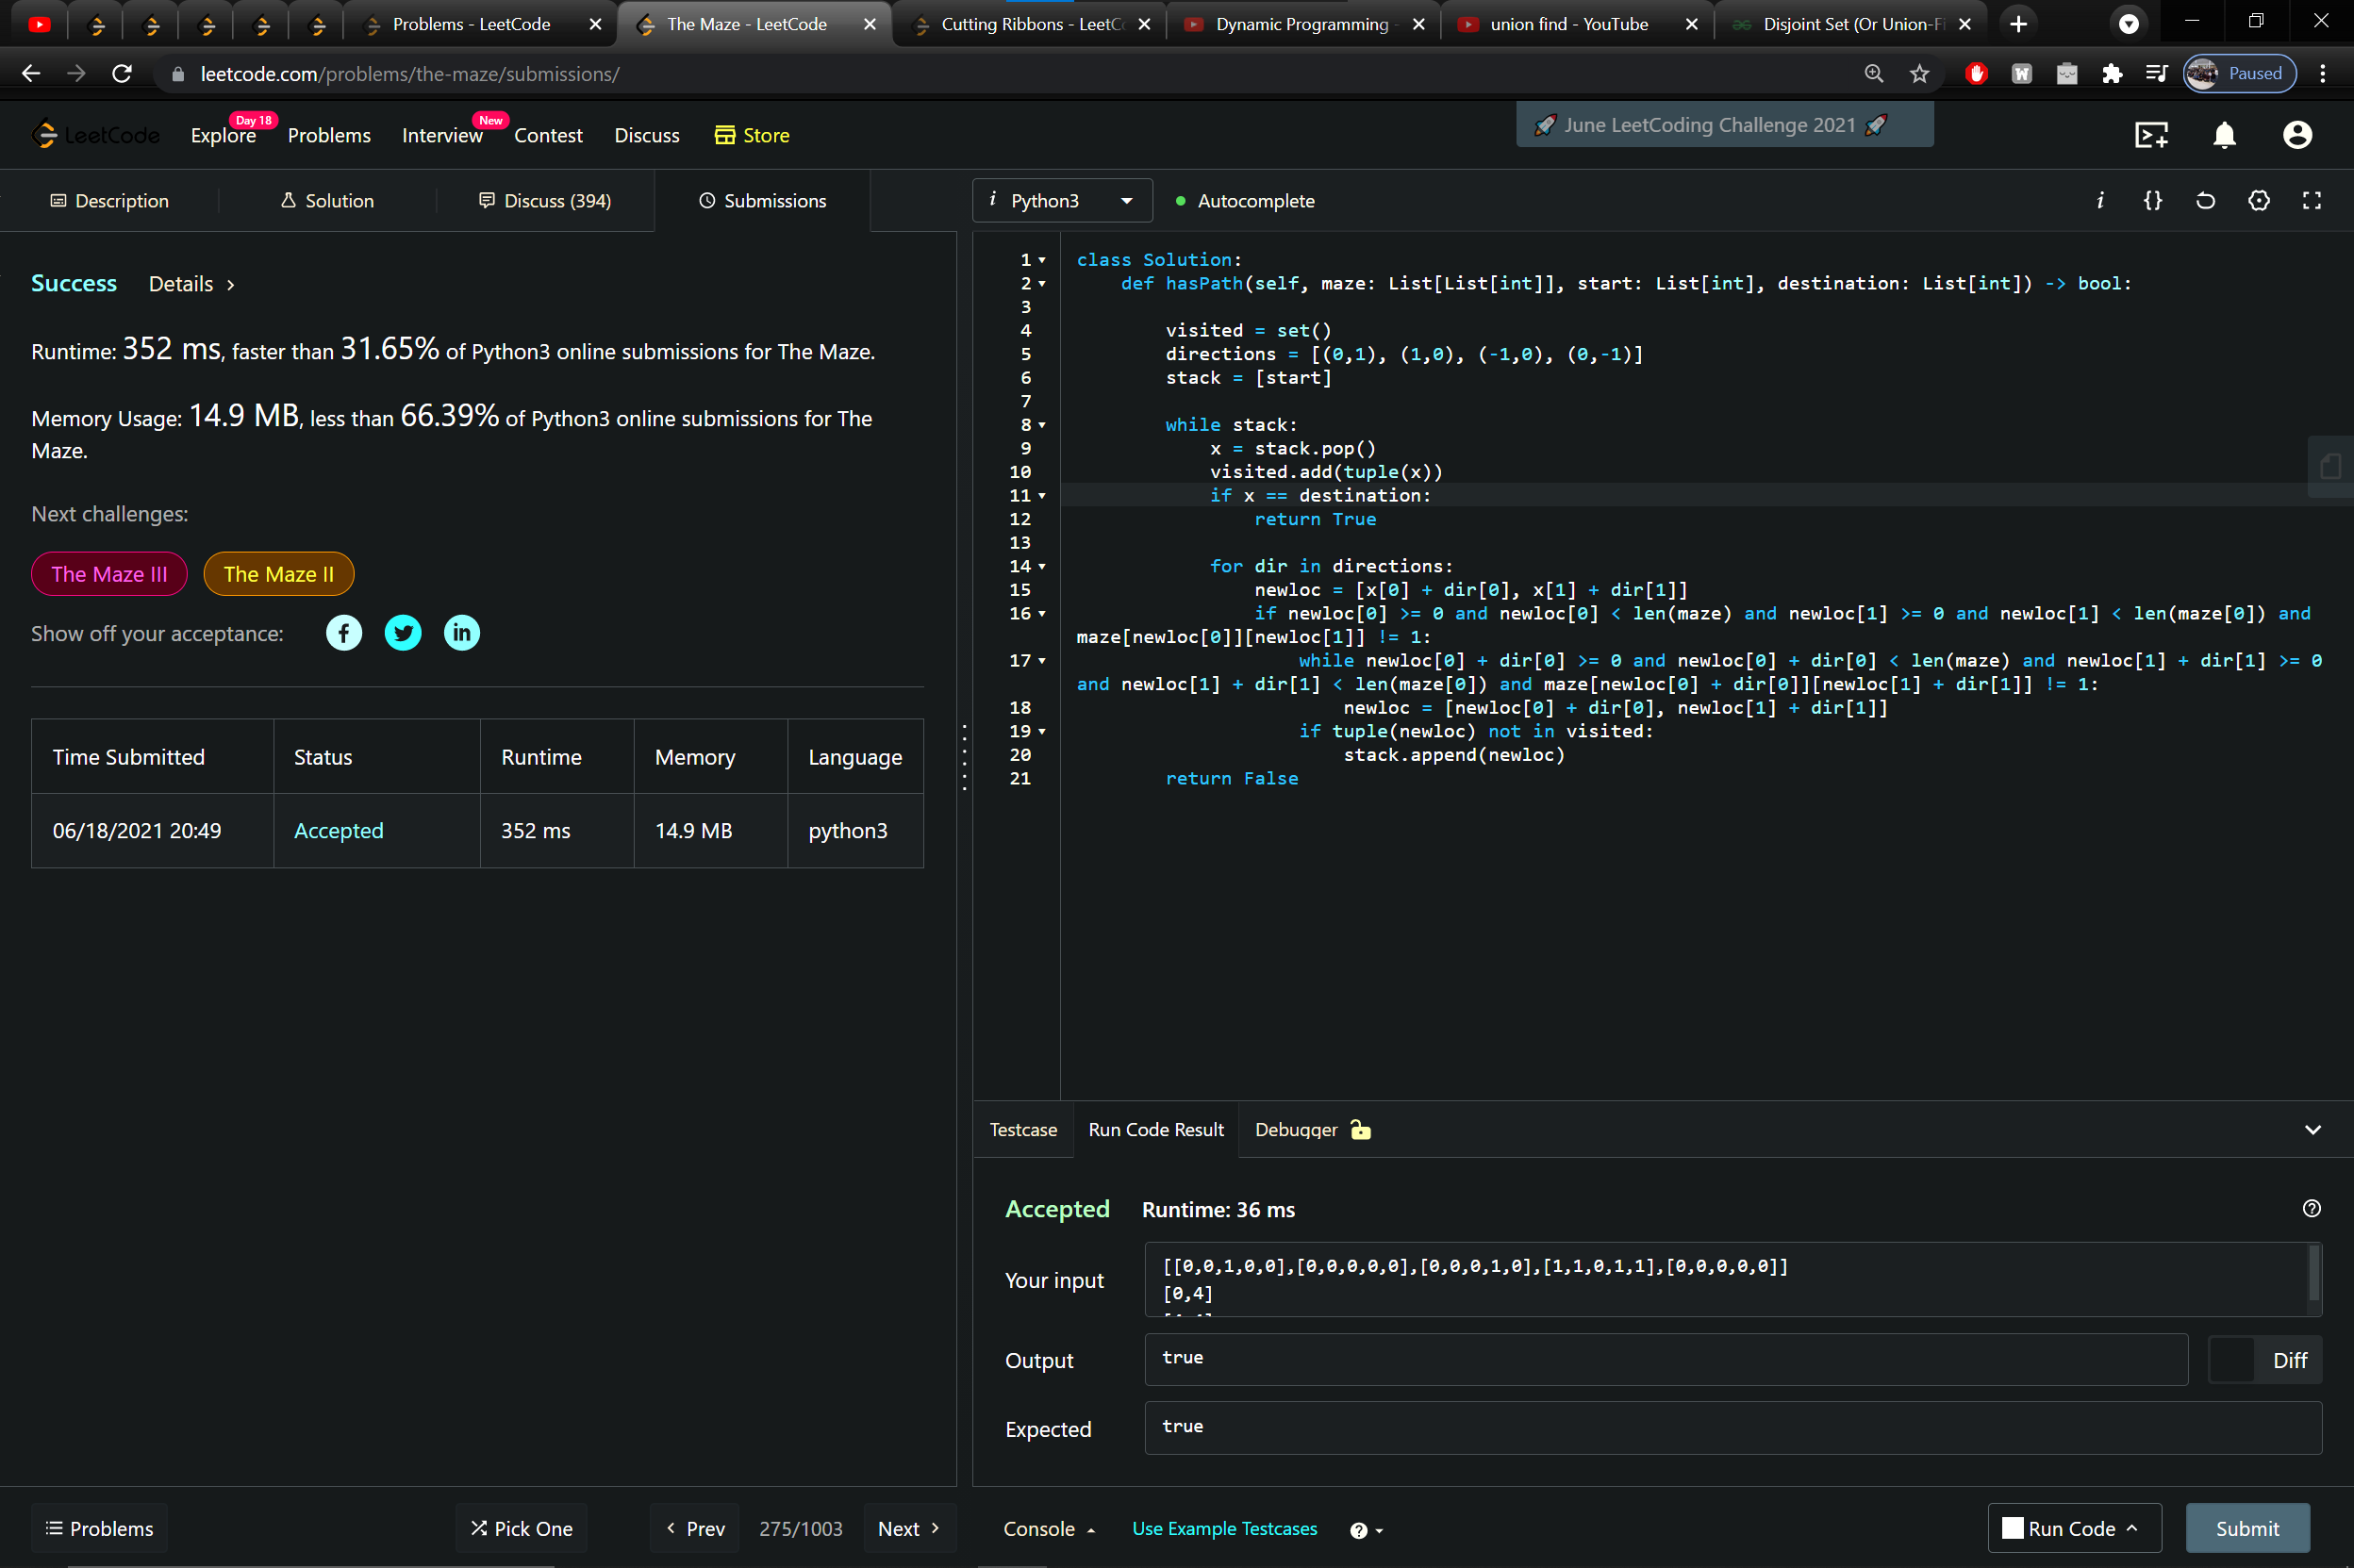 Problems - LeetCode
The Maze - LeetCode
Cutting Ribbons - LeetC
Dynamic Programming -
union find - YouTube
Disjoint Set (Or Union-Fi
leetcode.com/problems/the-maze/submissions/
Paused
LeetCode
Explore
Day 18
Problems
Interview
New
Contest
Discuss
Store
🚀 June LeetCoding Challenge 2021 🚀
Description
Solution
Discuss (394)
Submissions
i Python3
Autocomplete
i {}
Success Details >
Runtime: 352 ms, faster than 31.65% of Python3 online submissions for The Maze.
Memory Usage: 14.9 MB, less than 66.39% of Python3 online submissions for The
Maze.
Next challenges:
The Maze III
The Maze II
Show off your acceptance:
Time Submitted Status Runtime Memory Language
06/18/2021 20:49 Accepted 352 ms 14.9 MB python3
1 class Solution:
2     def hasPath(self, maze: List[List[int]], start: List[int], destination: List[int]) -> bool:
3
4         visited = set()
5         directions = [(0,1), (1,0), (-1,0), (0,-1)]
6         stack = [start]
7
8         while stack:
9             x = stack.pop()
10             visited.add(tuple(x))
11             if x == destination:
12                 return True
13
14             for dir in directions:
15                 newloc = [x[0] + dir[0], x[1] + dir[1]]
16                 if newloc[0] >= 0 and newloc[0] < len(maze) and newloc[1] >= 0 and newloc[1] < len(maze[0]) and
maze[newloc[0]][newloc[1]] != 1:
17                     while newloc[0] + dir[0] >= 0 and newloc[0] + dir[0] < len(maze) and newloc[1] + dir[1] >= 0
and newloc[1] + dir[1] < len(maze[0]) and maze[newloc[0] + dir[0]][newloc[1] + dir[1]] != 1:
18                         newloc = [newloc[0] + dir[0], newloc[1] + dir[1]]
19                     if tuple(newloc) not in visited:
20                         stack.append(newloc)
21         return False
Testcase
Run Code Result
Debugger
Accepted Runtime: 36 ms
Your input
[[0,0,1,0,0],[0,0,0,0,0],[0,0,0,1,0],[1,1,0,1,1],[0,0,0,0,0]]
[0,4]
Output
true
Diff
Expected
true
Problems
Pick One
Prev
275/1003
Next
Console
Use Example Testcases
Run Code
Submit